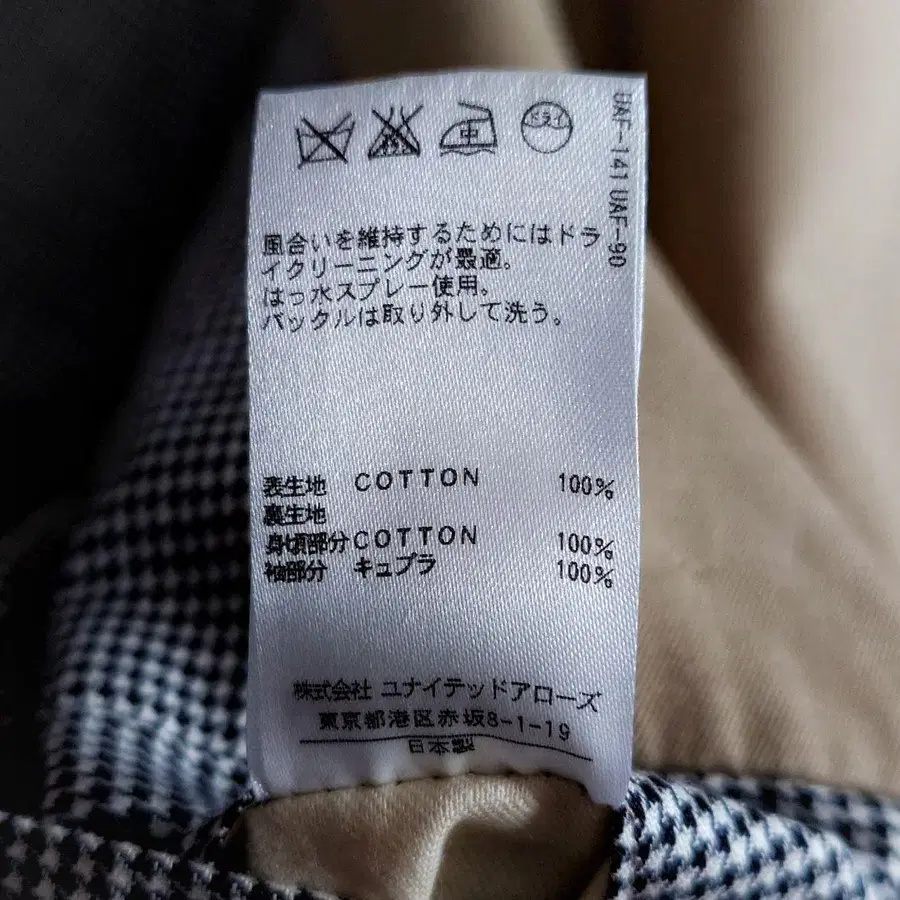 中
ドライ
UAF-141 UAF-90
風合いを維持するためにはドラ
イクリーニングが最適。
はっ水スプレー使用。
バックルは取り外して洗う。
表生地 COTTON 100%
裏生地
身頃部分 COTTON 100%
袖部分 キュプラ 100%
株式会社 ユナイテッドアローズ
東京都港区赤坂8-1-19
日本製